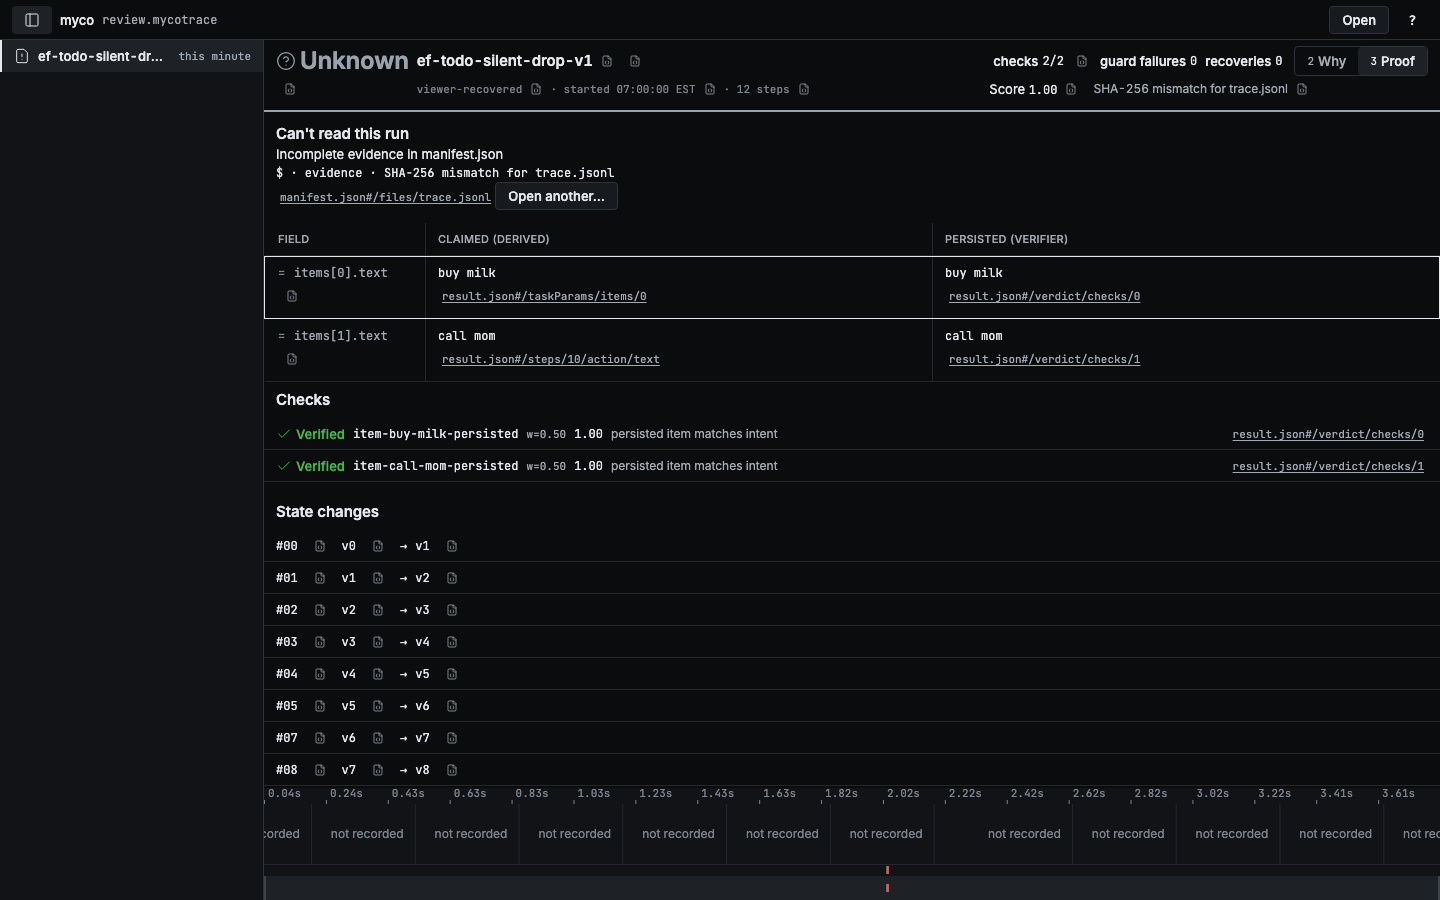 myco review.mycotrace
Open
?
ef-todo-silent-dr... this minute
Unknown ef-todo-silent-drop-v1
checks 2/2 guard failures 0 recoveries 0
2 Why 3 Proof
viewer-recovered · started 07:00:00 EST · 12 steps
Score 1.00 SHA-256 mismatch for trace.jsonl
Can't read this run
Incomplete evidence in manifest.json
$ · evidence · SHA-256 mismatch for trace.jsonl
manifest.json#/files/trace.jsonl Open another...
FIELD CLAIMED (DERIVED) PERSISTED (VERIFIER)
= items[0].text buy milk buy milk
result.json#/taskParams/items/0 result.json#/verdict/checks/0
= items[1].text call mom call mom
result.json#/steps/10/action/text result.json#/verdict/checks/1
Checks
Verified item-buy-milk-persisted w=0.50 1.00 persisted item matches intent result.json#/verdict/checks/0
Verified item-call-mom-persisted w=0.50 1.00 persisted item matches intent result.json#/verdict/checks/1
State changes
#00 v0 → v1
#01 v1 → v2
#02 v2 → v3
#03 v3 → v4
#04 v4 → v5
#05 v5 → v6
#07 v6 → v7
#08 v7 → v8
0.04s 0.24s 0.43s 0.63s 0.83s 1.03s 1.23s 1.43s 1.63s 1.82s 2.02s 2.22s 2.42s 2.62s 2.82s 3.02s 3.22s 3.41s 3.61s
corded not recorded not recorded not recorded not recorded not recorded not recorded not recorded not recorded not recorded not recorded not rec